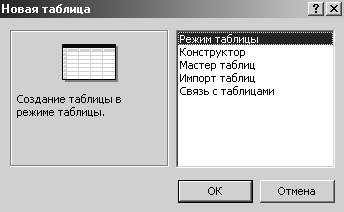 Новая таблица
Создание таблицы в
режиме таблицы.
Режим таблицы
Конструктор
Мастер таблиц
Импорт таблиц
Связь с таблицами
OK
Отмена